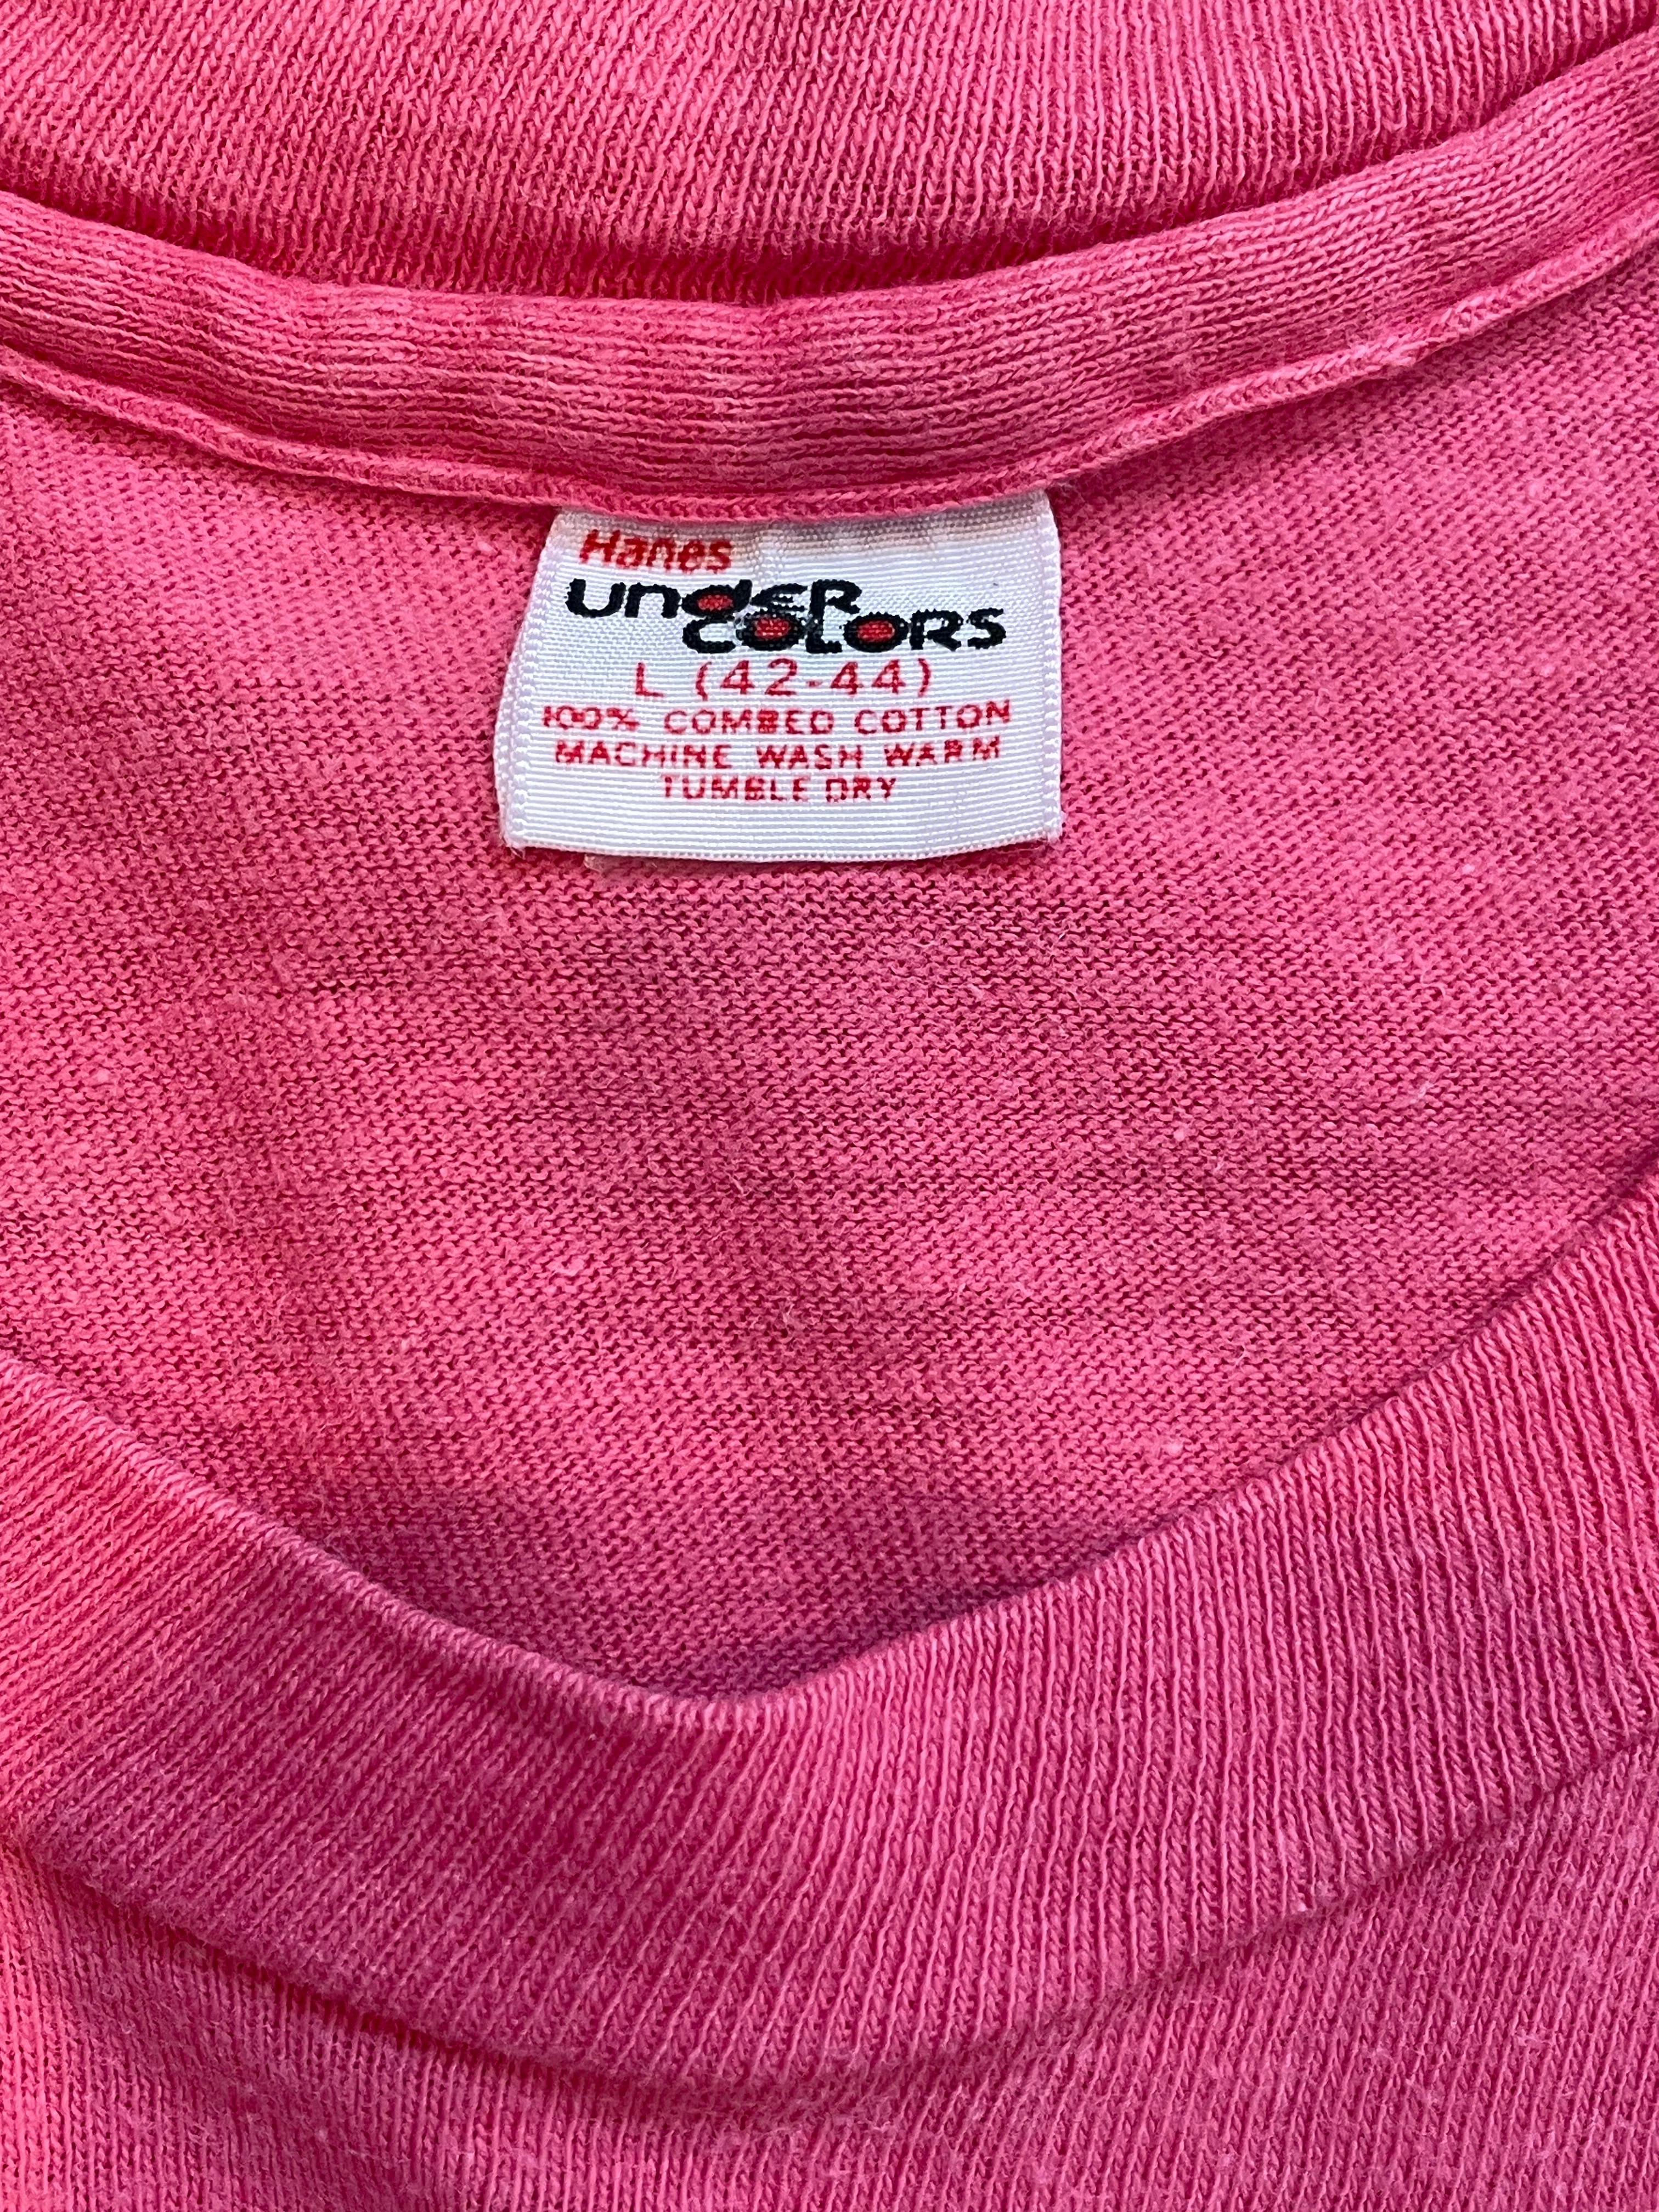 Hanes
UndER
COLORS
L (42-44)
100% COMBED COTTON
MACHINE WASH WARM
TUMBLE DRY